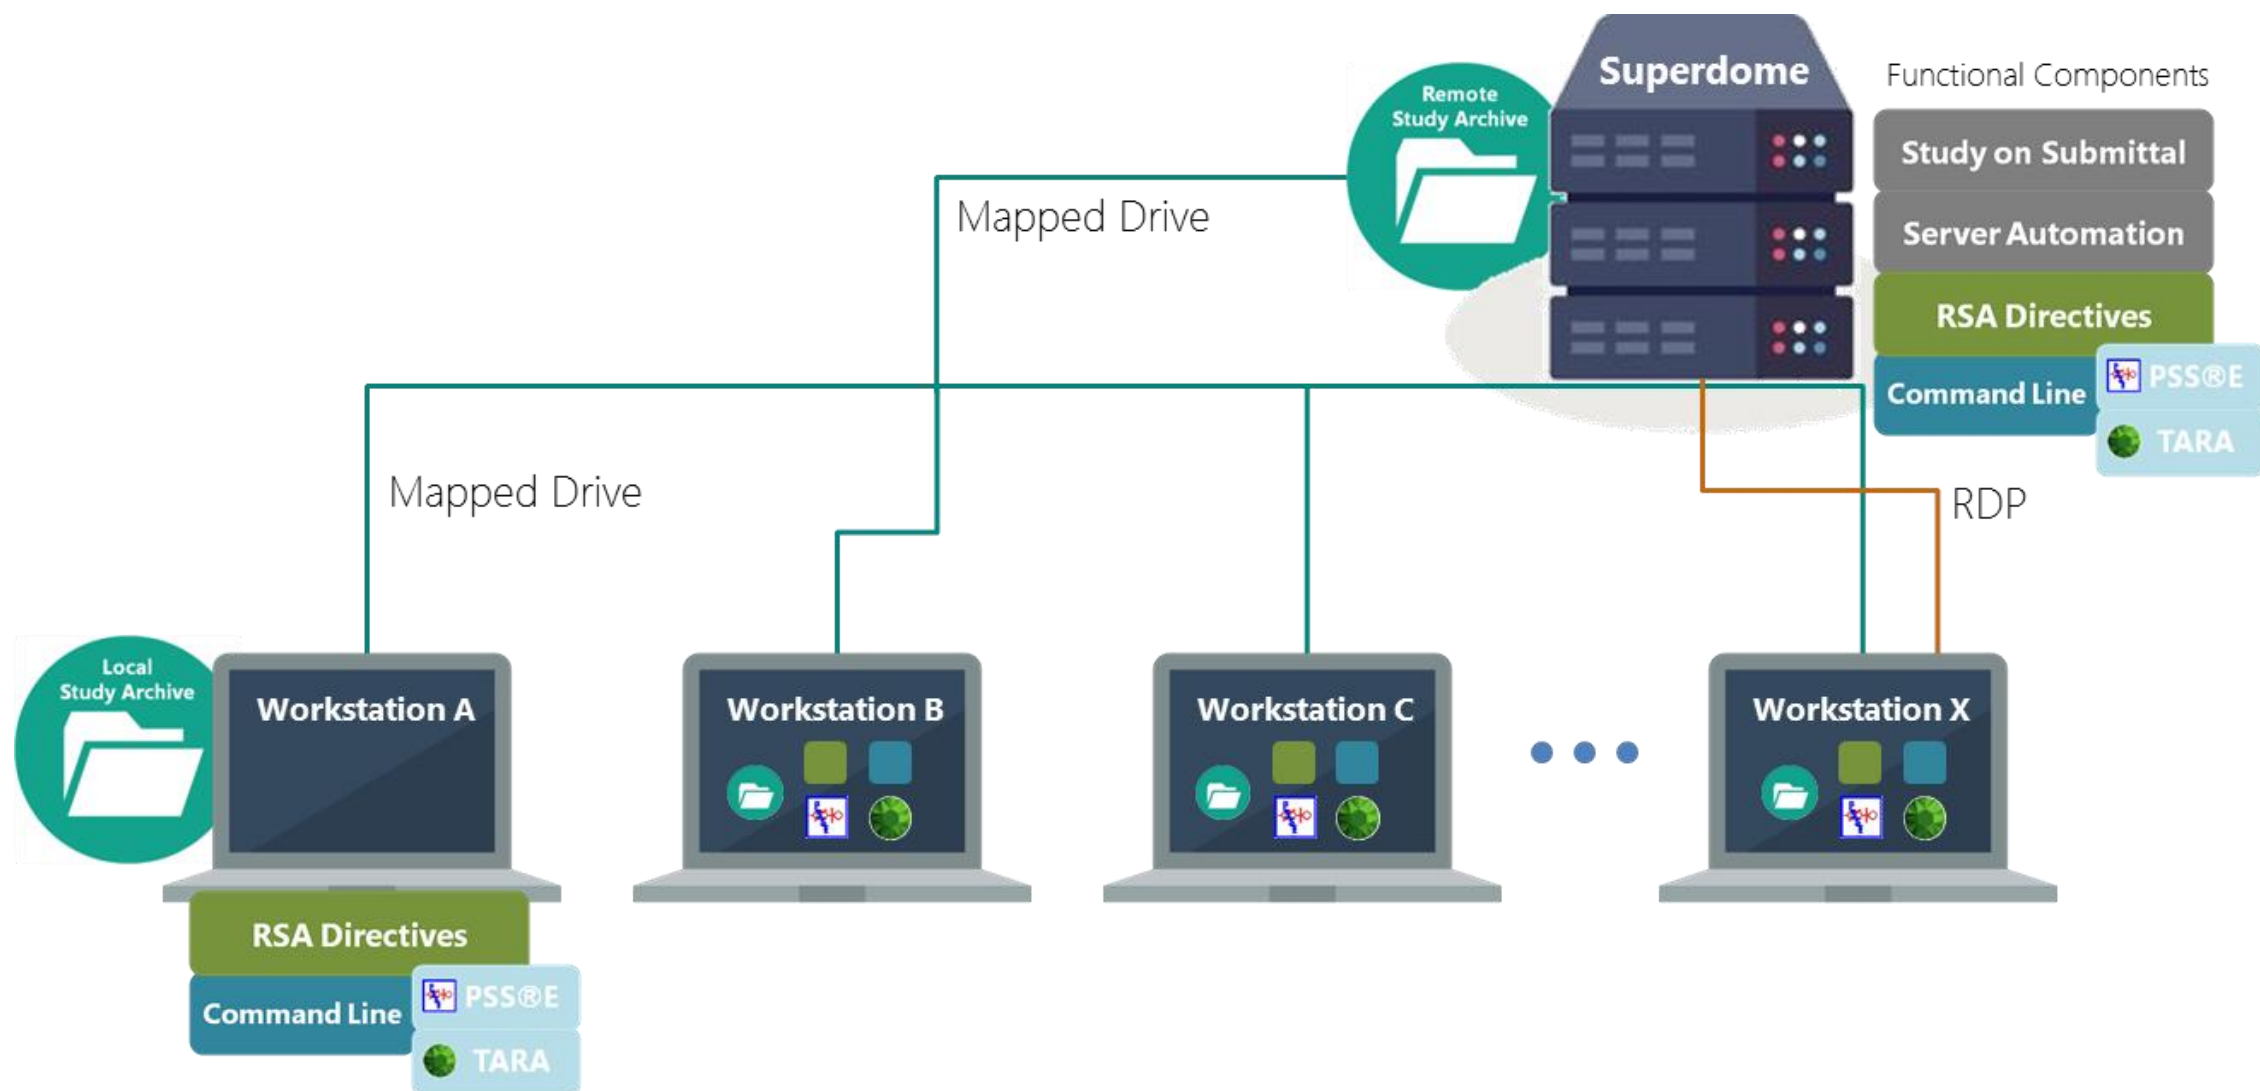 Superdome
Functional Components
Remote
Study Archive
Study on Submittal
Server Automation
RSA Directives
Command Line
PSS®E
TARA
Mapped Drive
Mapped Drive
RDP
Local
Study Archive
Workstation A
Workstation B
Workstation C
Workstation X
RSA Directives
Command Line
PSS®E
TARA